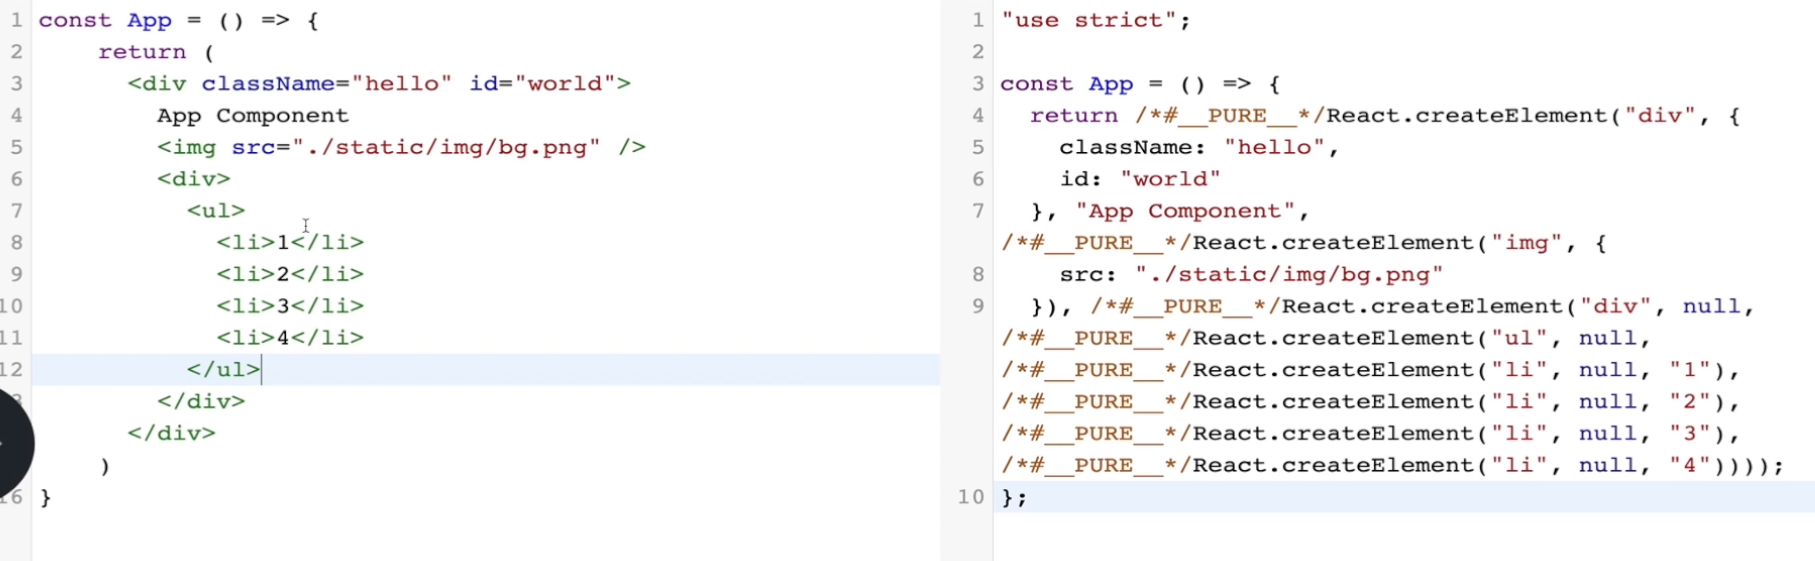 1 const App = () => {
2 return (
3 <div className="hello" id="world">
4 App Component
5 <img src="./static/img/bg.png" />
6 <div>
7 <ul>
8 <li>1</li>
9 <li>2</li>
10 <li>3</li>
11 <li>4</li>
12 </ul>
</div>
</div>
)
16 }
1 "use strict";
2
3 const App = () => {
4 return /*#__PURE__*/React.createElement("div", {
5 className: "hello",
6 id: "world"
7 }, "App Component",
/*#__PURE__*/React.createElement("img", {
8 src: "./static/img/bg.png"
9 }), /*#__PURE__*/React.createElement("div", null,
/*#__PURE__*/React.createElement("ul", null,
/*#__PURE__*/React.createElement("li", null, "1"),
/*#__PURE__*/React.createElement("li", null, "2"),
/*#__PURE__*/React.createElement("li", null, "3"),
/*#__PURE__*/React.createElement("li", null, "4"))));
10 };